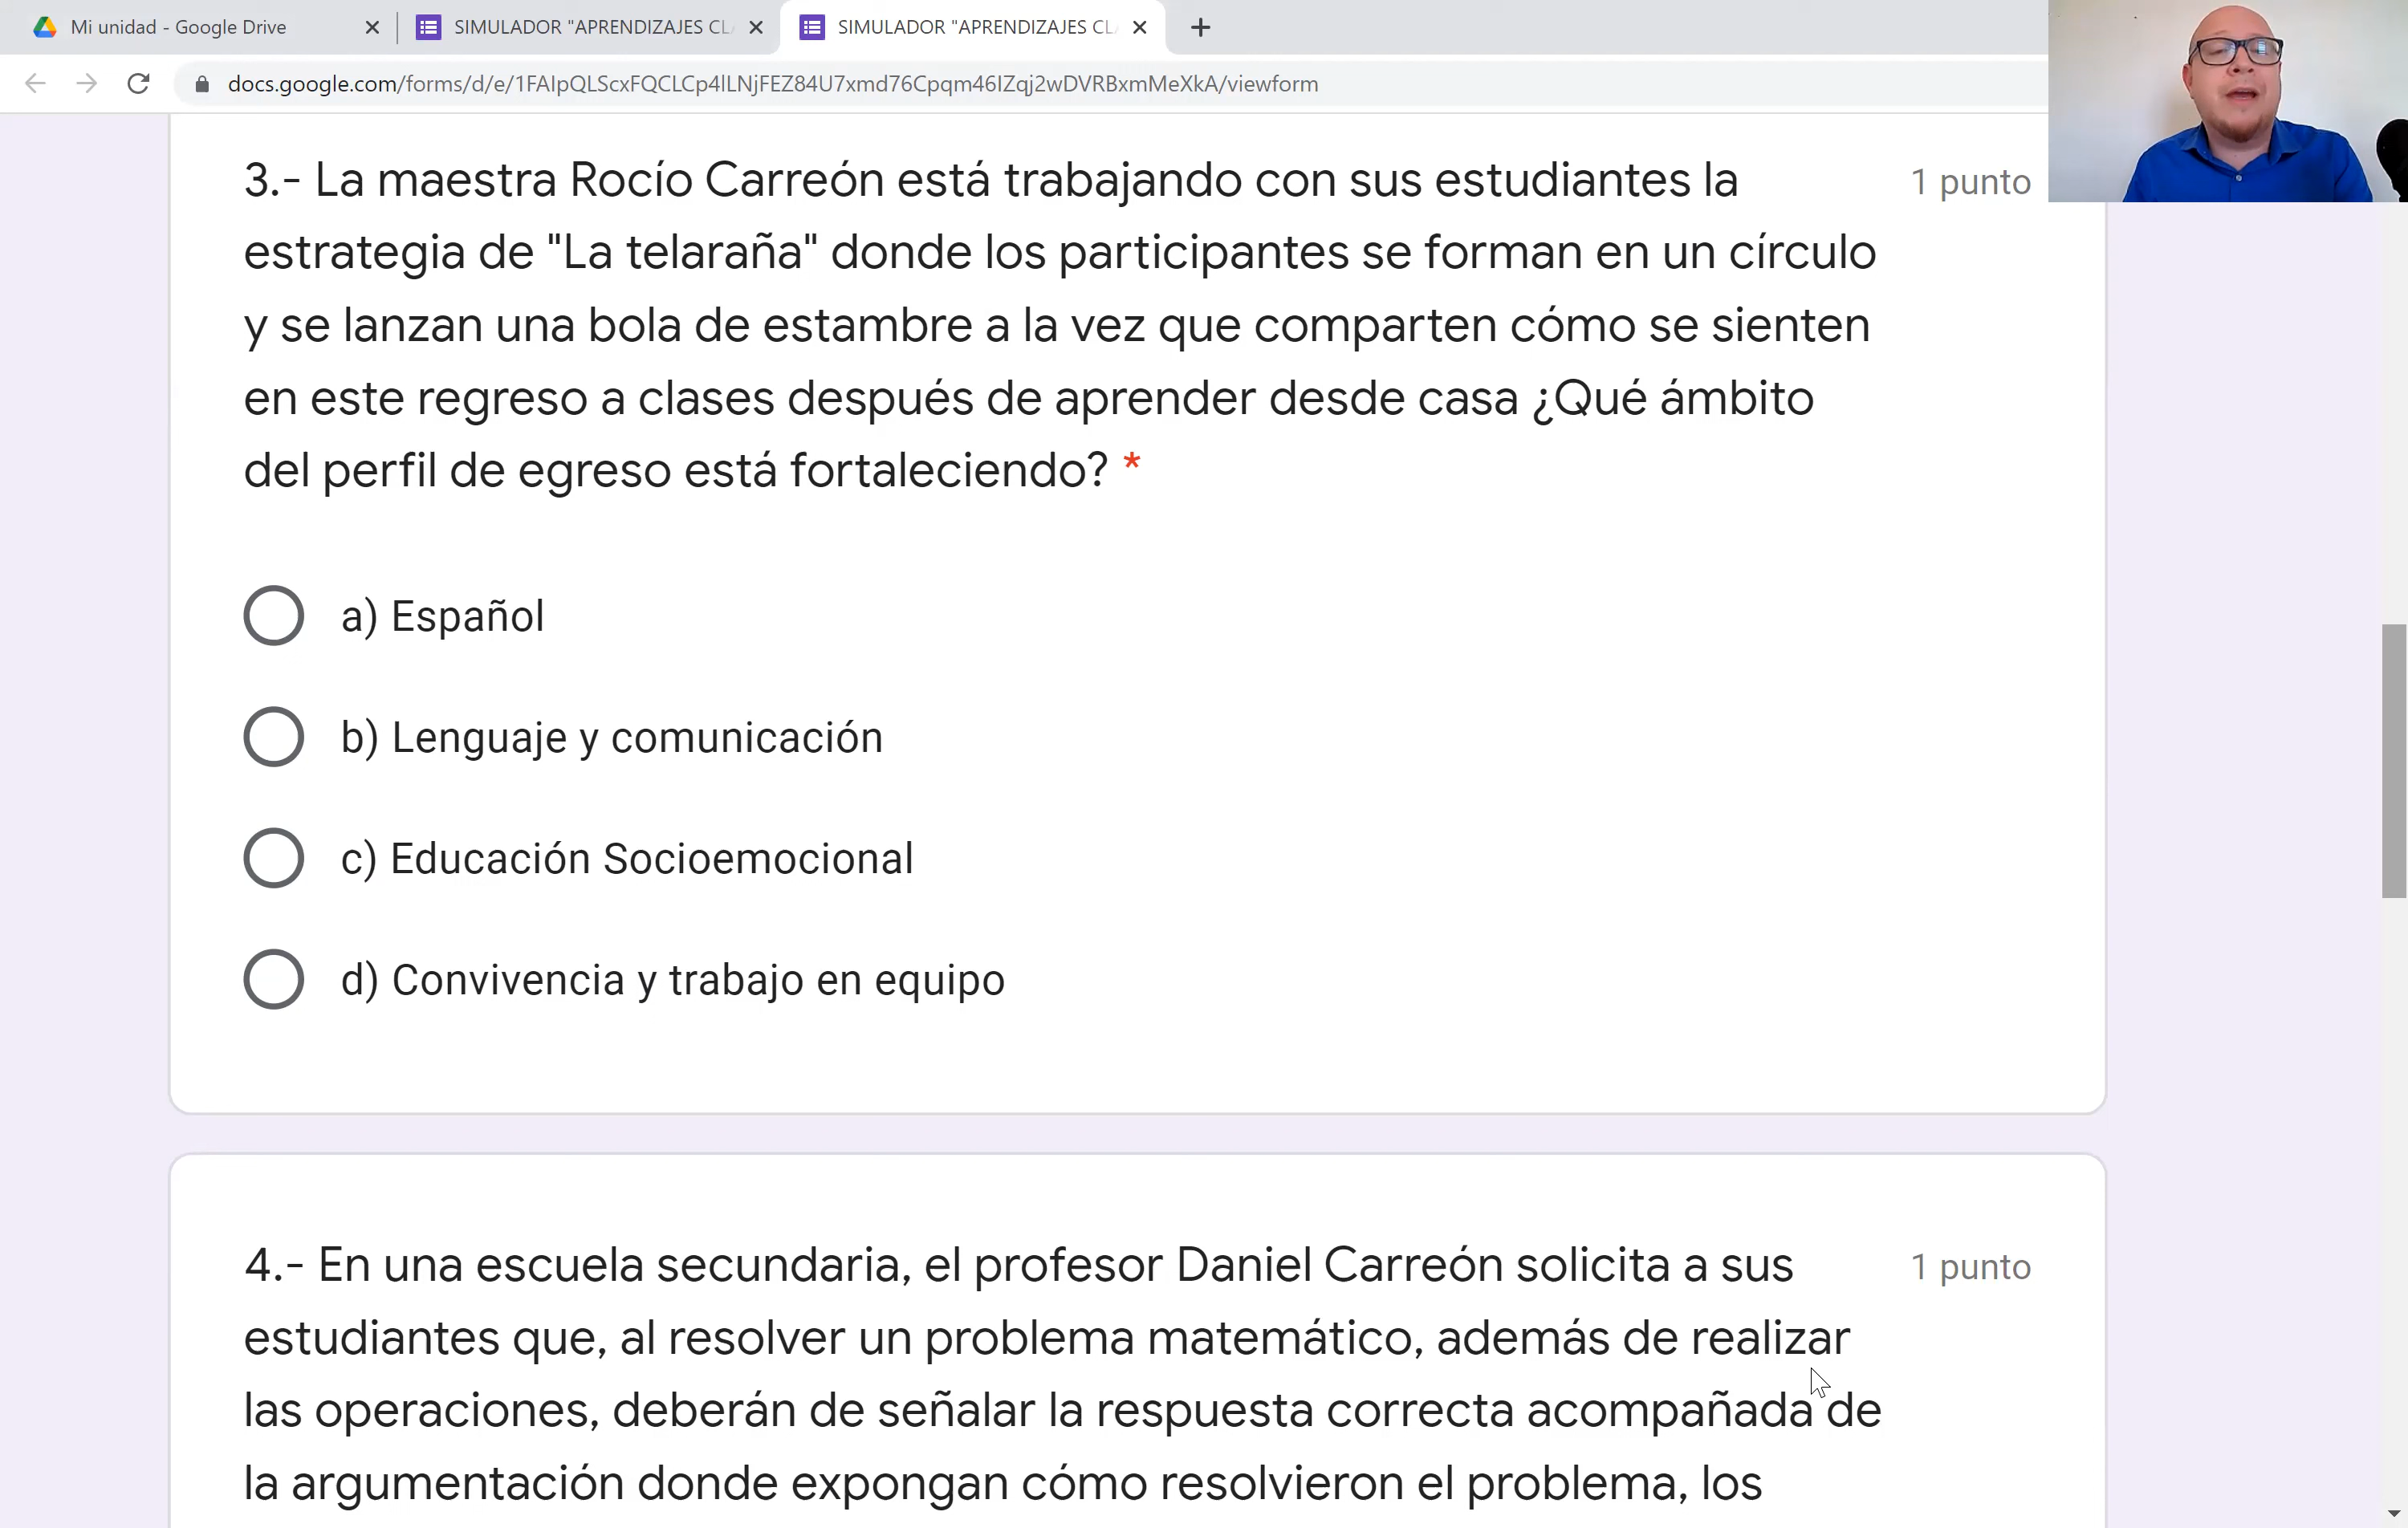 Mi unidad - Google Drive
SIMULADOR "APRENDIZAJES CL
SIMULADOR "APRENDIZAJES CL
docs.google.com/forms/d/e/1FAIpQLScxFQCLCp4lLNjFEZ84U7xmd76Cpqm46IZqj2wDVRBxmMeXkA/viewform
3.- La maestra Rocío Carreón está trabajando con sus estudiantes la
1 punto
estrategia de "La telaraña" donde los participantes se forman en un círculo
y se lanzan una bola de estambre a la vez que comparten cómo se sienten
en este regreso a clases después de aprender desde casa ¿Qué ámbito
del perfil de egreso está fortaleciendo? *
a) Español
b) Lenguaje y comunicación
c) Educación Socioemocional
d) Convivencia y trabajo en equipo
4.- En una escuela secundaria, el profesor Daniel Carreón solicita a sus
1 punto
estudiantes que, al resolver un problema matemático, además de realizar
las operaciones, deberán de señalar la respuesta correcta acompañada de
la argumentación donde expongan cómo resolvieron el problema, los